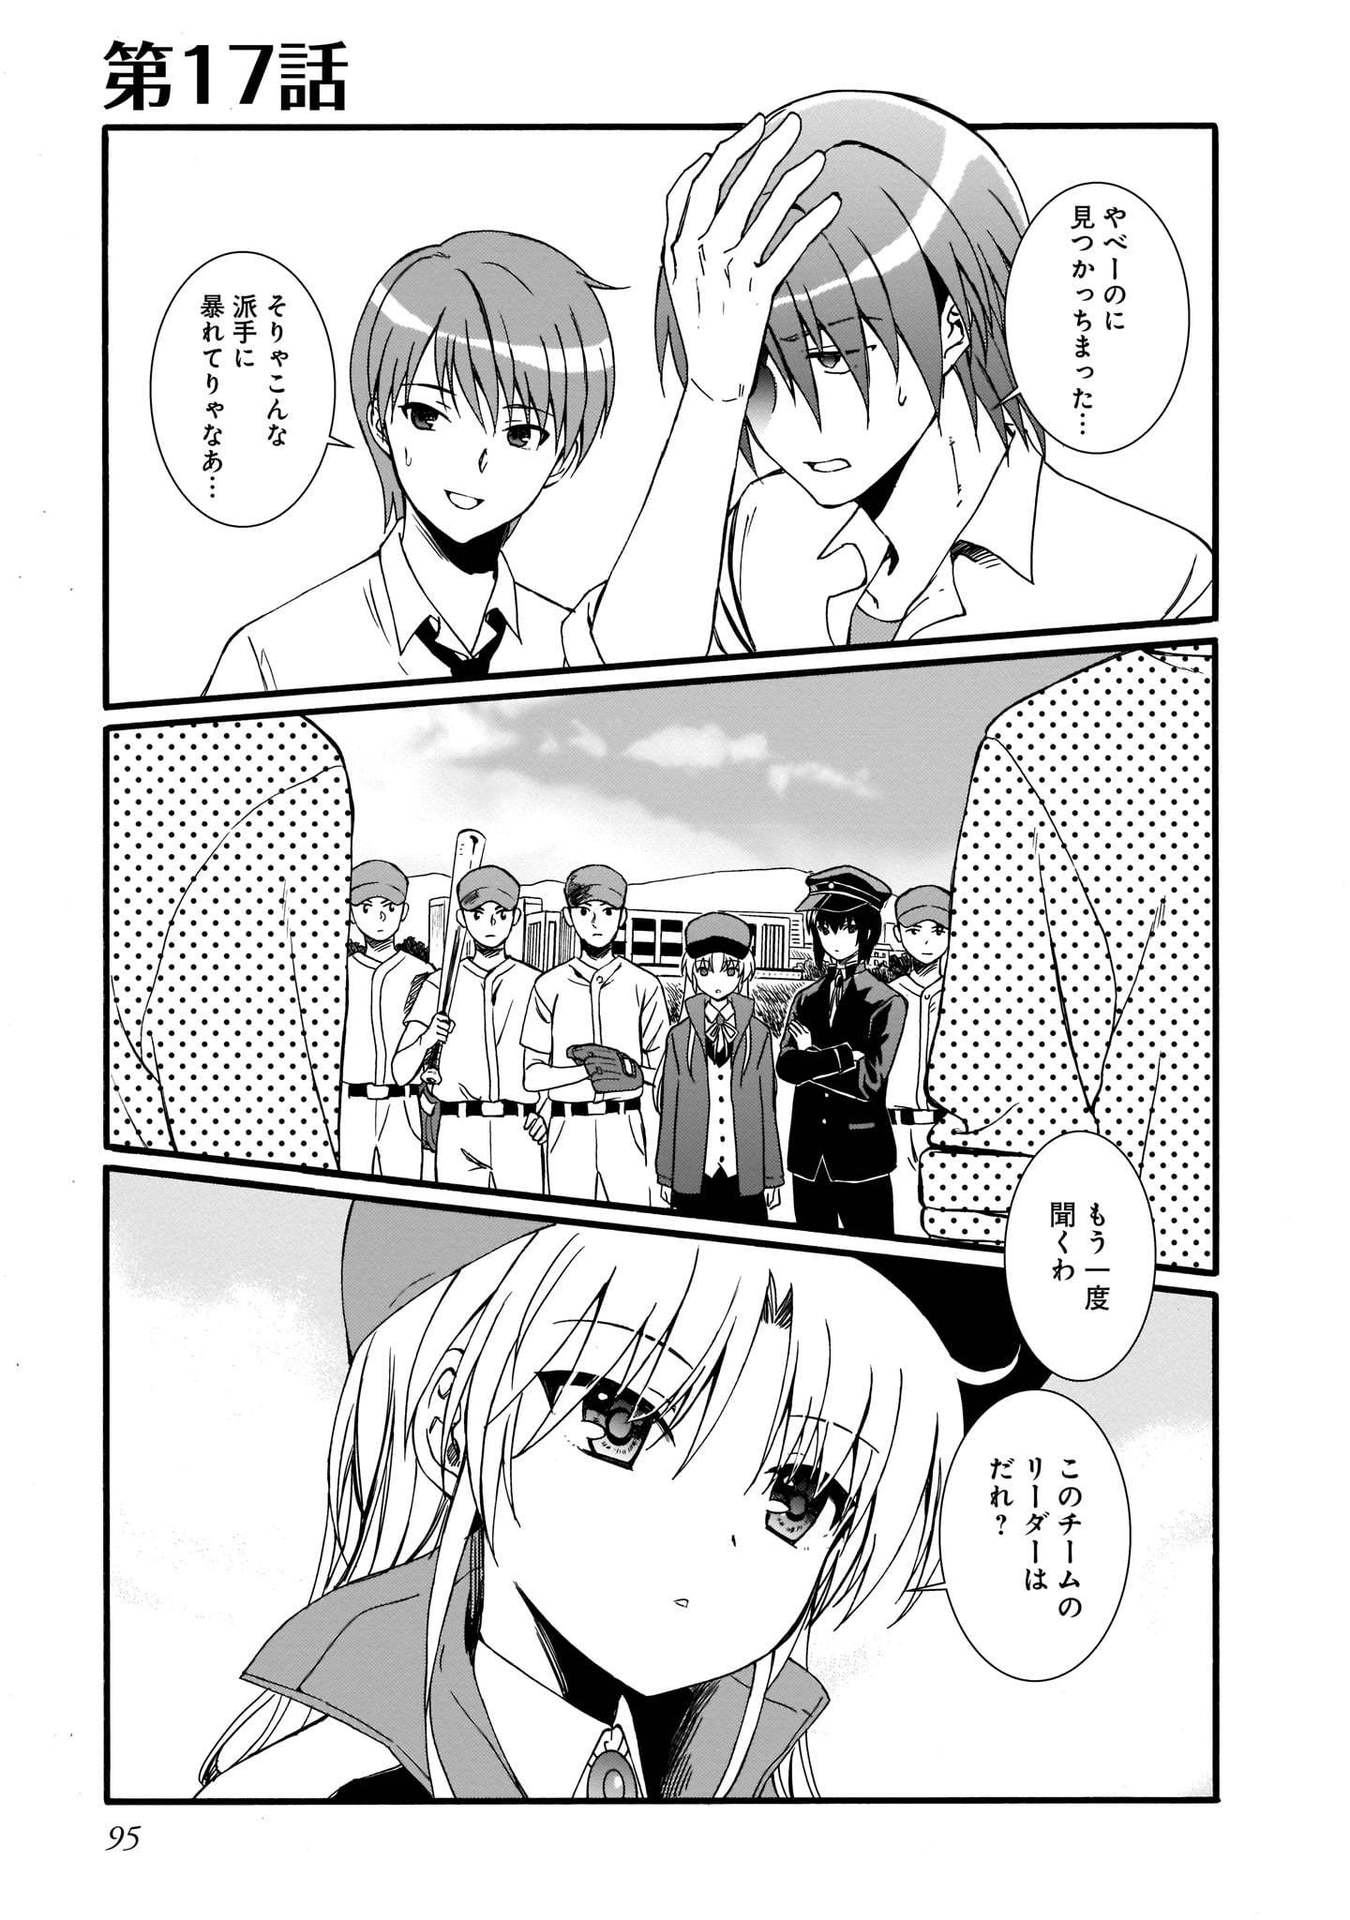 第17話
やべーのに
見つかっちまった…
そりゃこんな
派手に
暴れてりゃなあ…
もう一度
聞くわ
このチームの
リーダーは
だれ？
95